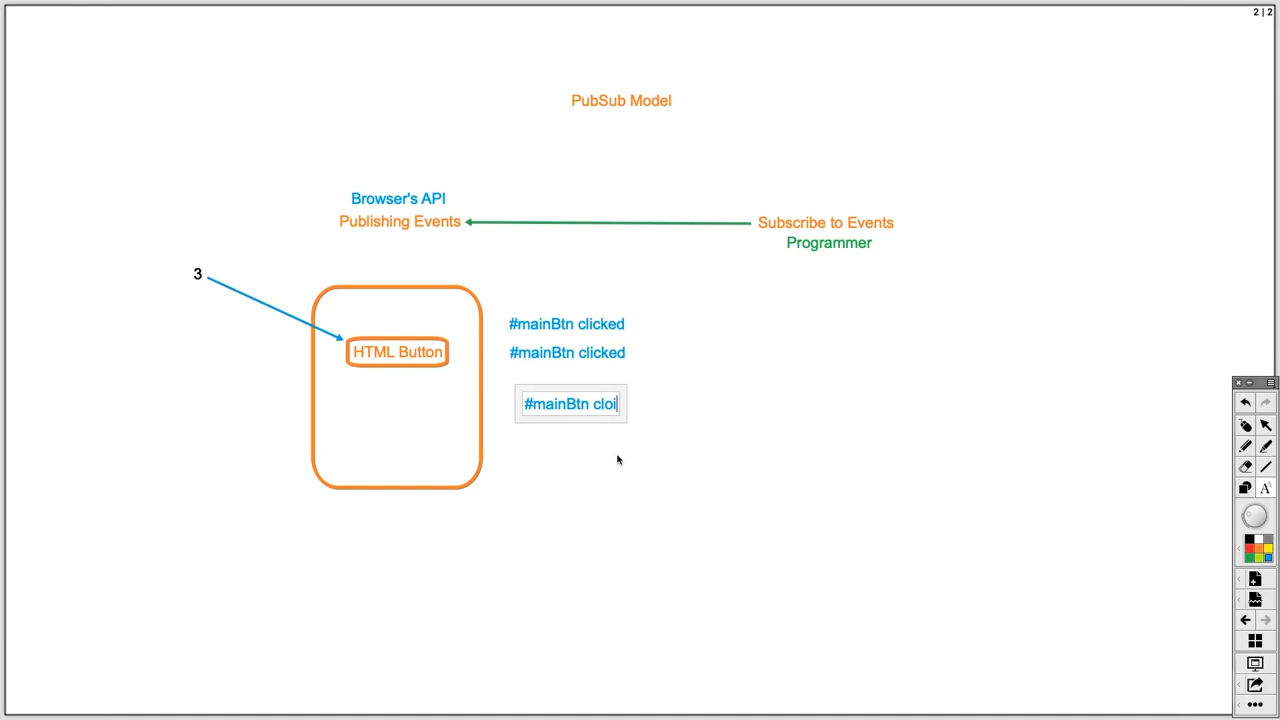 2 | 2
PubSub Model
Browser's API
Publishing Events
Subscribe to Events
Programmer
3
#mainBtn clicked
HTML Button
#mainBtn clicked
#mainBtn cloi
A